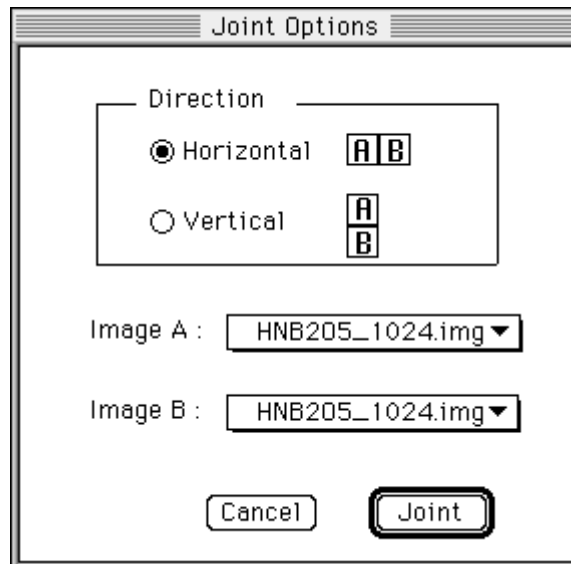 Joint Options
Direction
Horizontal A B
Vertical A
B
Image A : HNB205_1024.img
Image B : HNB205_1024.img
Cancel Joint